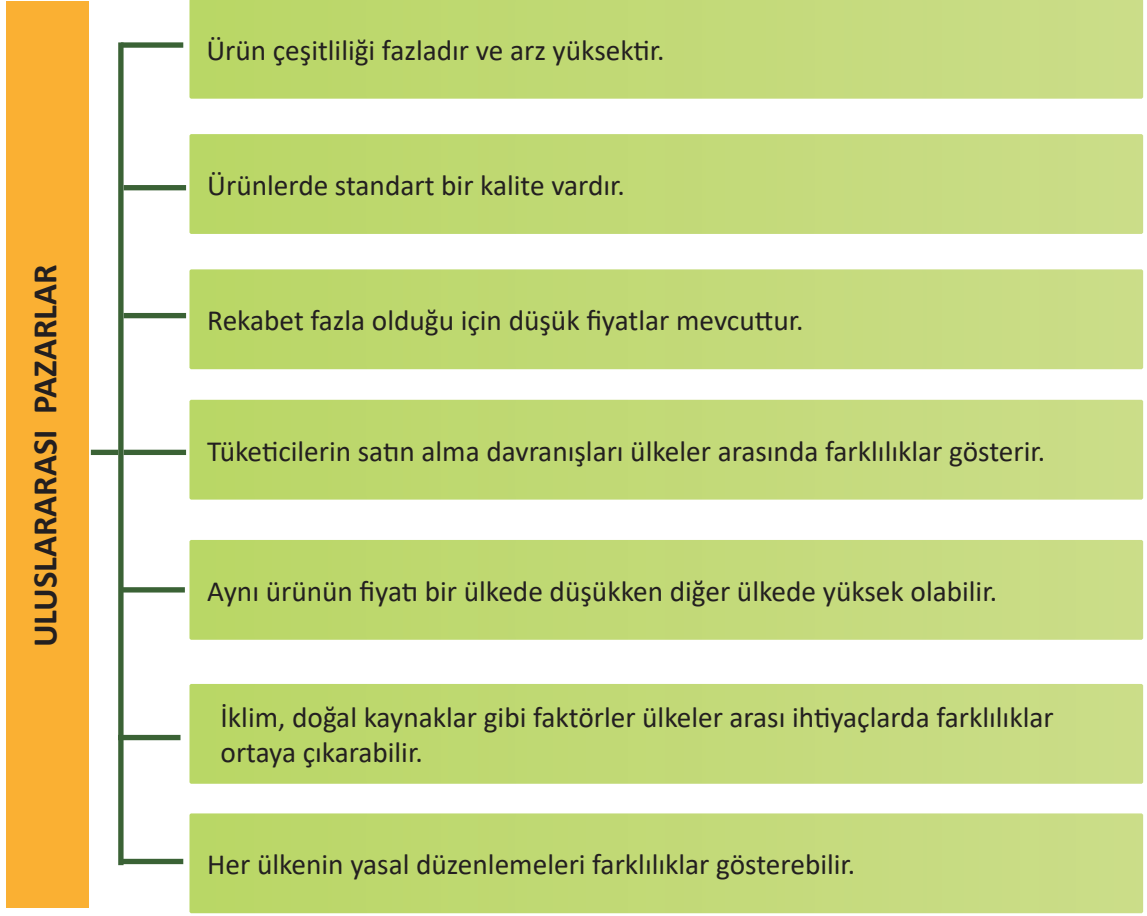 ULUSLARARASI PAZARLAR
Ürün çeşitliliği fazladır ve arz yüksektir.
Ürünlerde standart bir kalite vardır.
Rekabet fazla olduğu için düşük fiyatlar mevcuttur.
Tüketicilerin satın alma davranışları ülkeler arasında farklılıklar gösterir.
Aynı ürünün fiyatı bir ülkede düşükken diğer ülkede yüksek olabilir.
İklim, doğal kaynaklar gibi faktörler ülkeler arası ihtiyaçlarda farklılıklar
ortaya çıkarabilir.
Her ülkenin yasal düzenlemeleri farklılıklar gösterebilir.